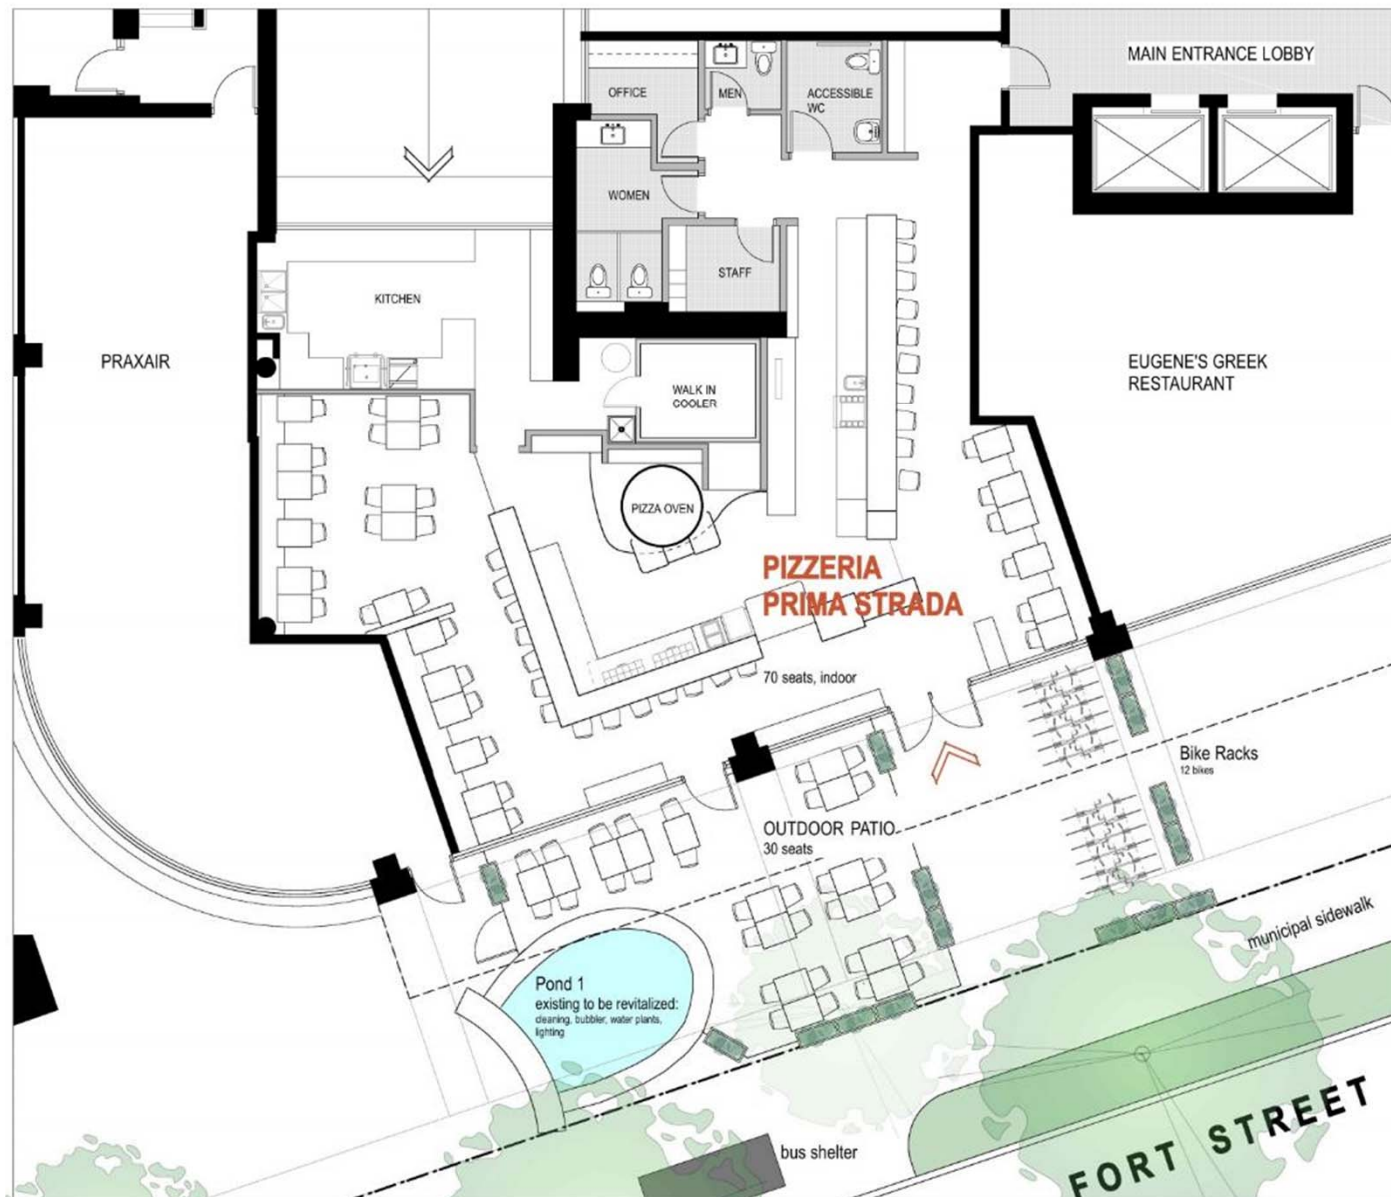 MAIN ENTRANCE LOBBY
OFFICE
MEN
ACCESSIBLE
WC
WOMEN
STAFF
KITCHEN
PRAXAIR
WALK IN
COOLER
EUGENE'S GREEK
RESTAURANT
PIZZA OVEN
PIZZERIA
PRIMA STRADA
70 seats, indoor
Bike Racks
12 bikes
OUTDOOR PATIO
30 seats
municipal sidewalk
Pond 1
existing to be revitalized:
cleaning, bubbler, water plants,
lighting
bus shelter
FORT STREET